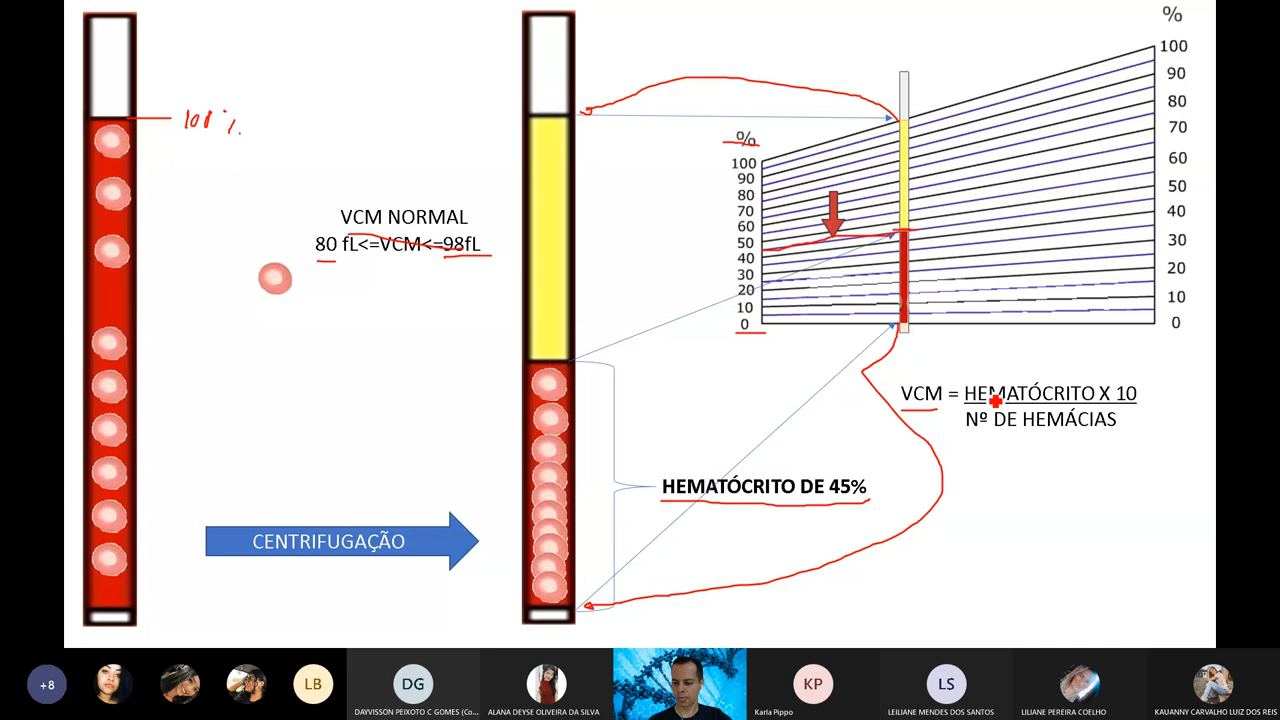 100 %
VCM NORMAL
80 fL<=VCM<=98fL
CENTRIFUGAÇÃO
HEMATÓCRITO DE 45%
%
100
90
80
70
60
50
40
30
20
10
0
%
100
90
80
70
60
50
40
30
20
10
0
VCM = HEMATÓCRITO X 10
Nº DE HEMÁCIAS
+8
LB
DG
DAYVISSON PEIXOTO C GOMES (Co...
ALANA DEYSE OLIVEIRA DA SILVA
KP
Karla Pippo
LS
LEILIANE MENDES DOS SANTOS
LILIANE PEREIRA COELHO
KAUANNY CARVALHO LUIZ DOS REIS